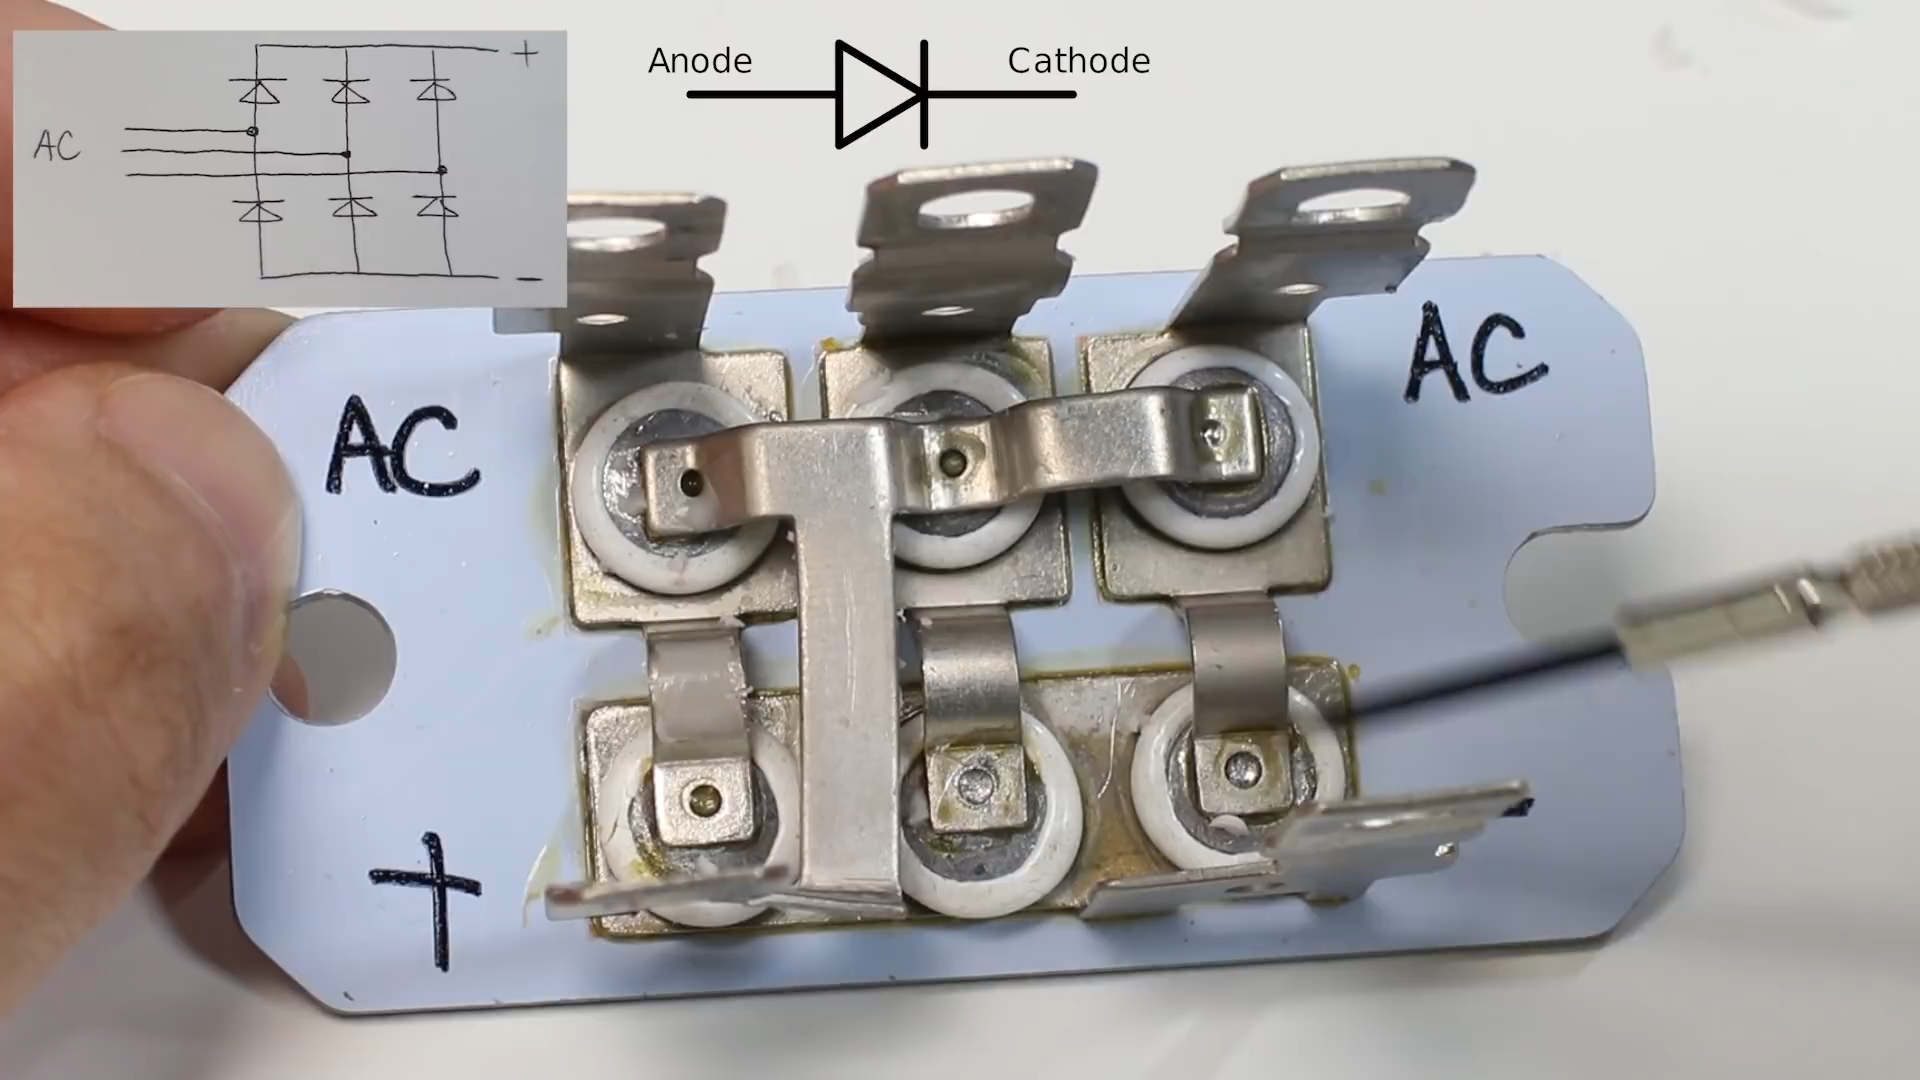 Anode Cathode
+
AC
-
AC
AC
+
-